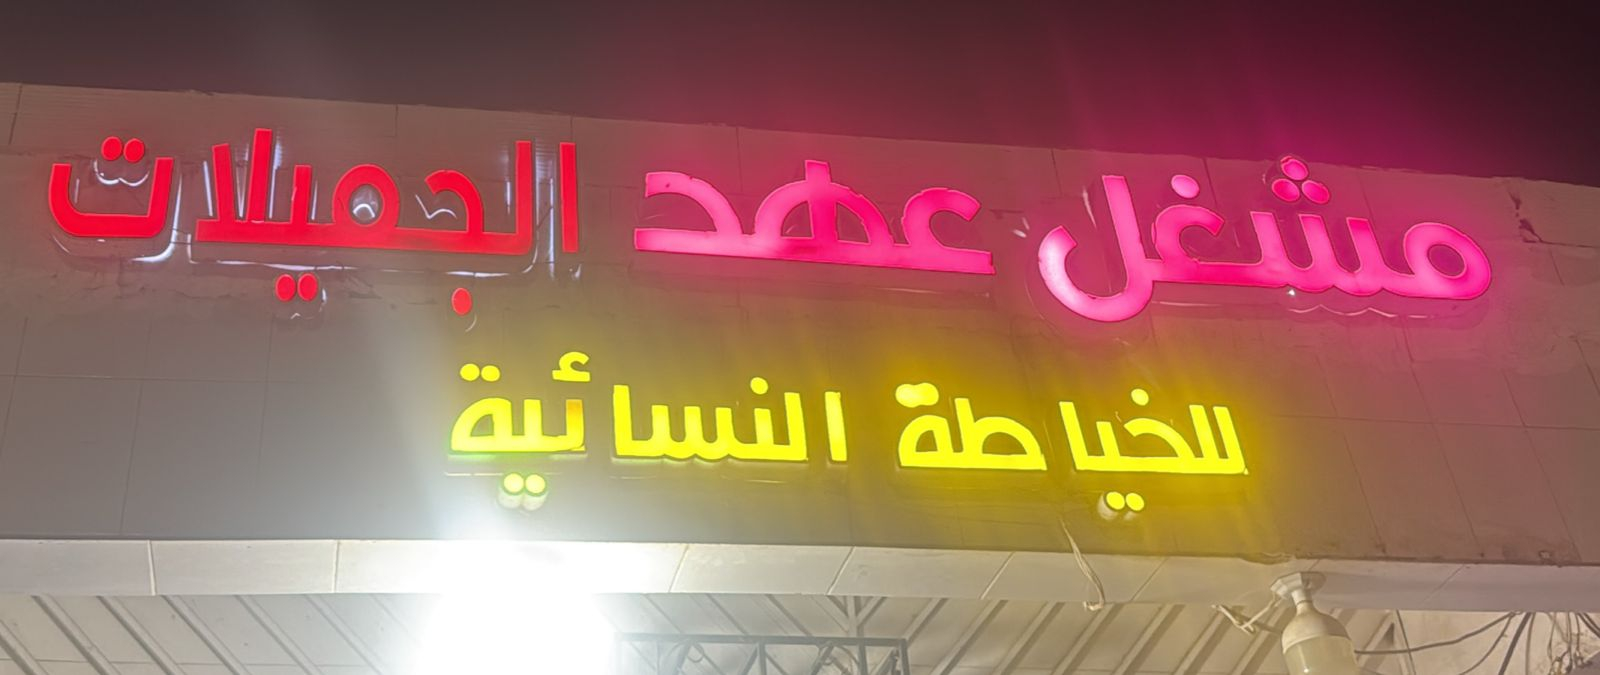 مشغل عهد الجميلات
للخياطة النسائية